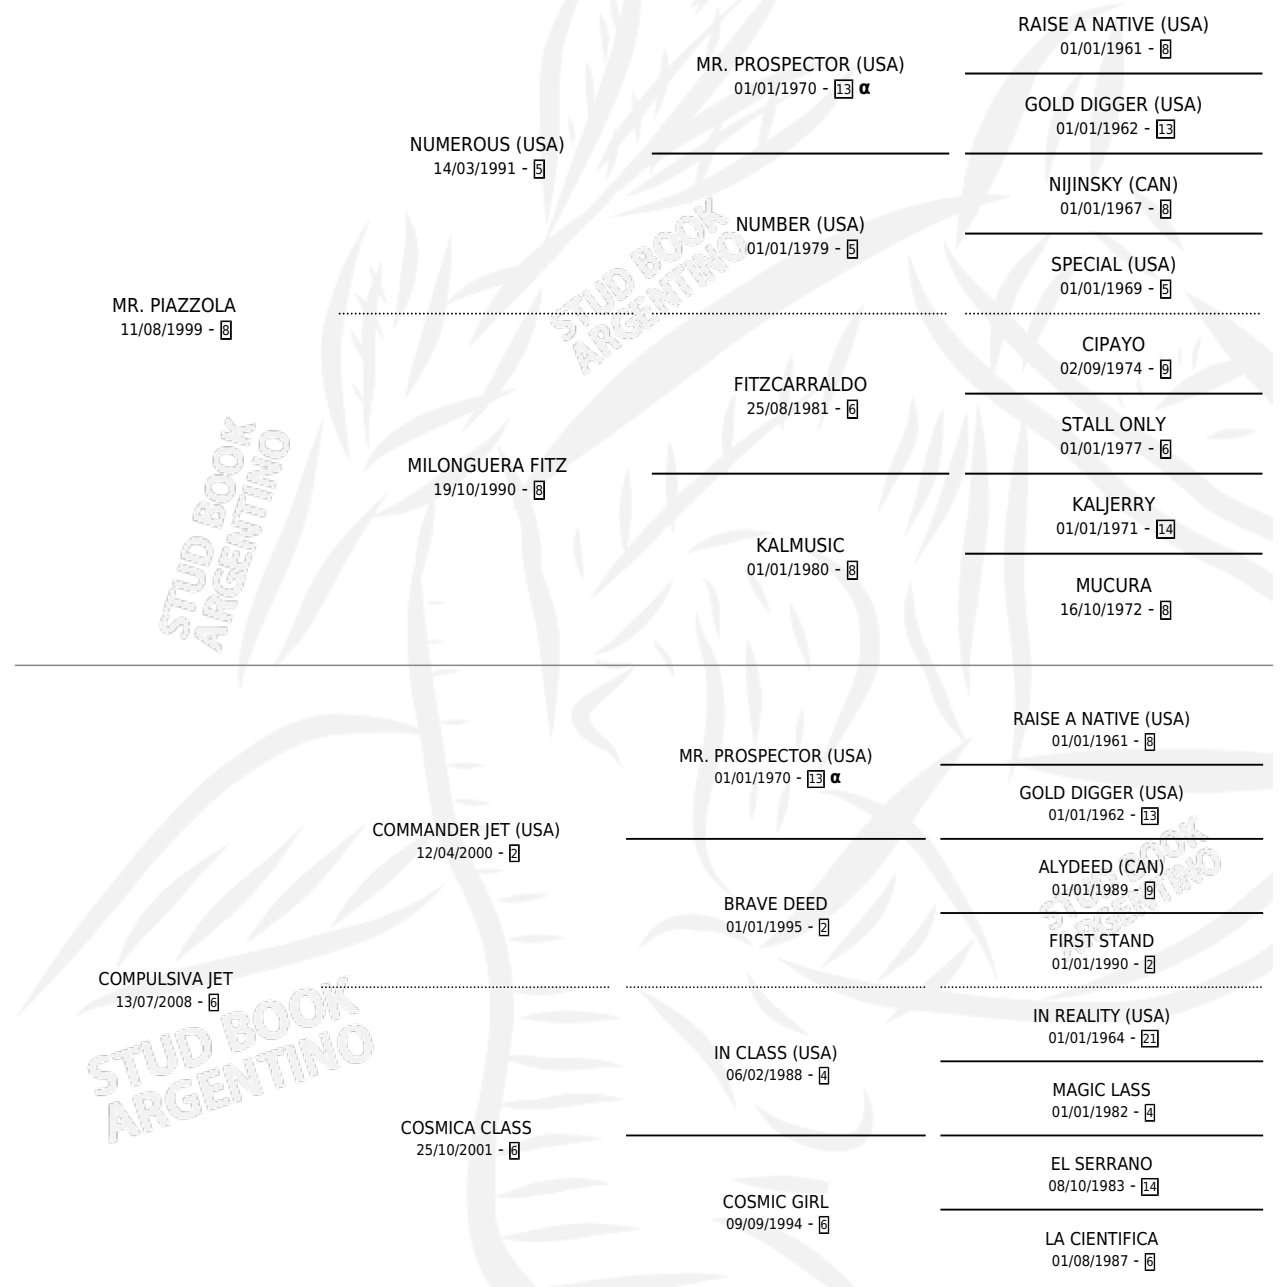 RAISE A NATIVE (USA)
01/01/1961 - 8
MR. PROSPECTOR (USA)
01/01/1970 - 13 α
GOLD DIGGER (USA)
01/01/1962 - 13
NUMEROUS (USA)
14/03/1991 - 5
NIJINSKY (CAN)
01/01/1967 - 8
NUMBER (USA)
01/01/1979 - 5
SPECIAL (USA)
01/01/1969 - 5
MR. PIAZZOLA
11/08/1999 - 8
CIPAYO
02/09/1974 - 9
FITZCARRALDO
25/08/1981 - 6
STALL ONLY
01/01/1977 - 6
MILONGUERA FITZ
19/10/1990 - 8
KALJERRY
01/01/1971 - 14
KALMUSIC
01/01/1980 - 8
MUCURA
16/10/1972 - 8
STUD BOOK
ARGENTINO
STUD BOOK
ARGENTINO
RAISE A NATIVE (USA)
01/01/1961 - 8
MR. PROSPECTOR (USA)
01/01/1970 - 13 α
GOLD DIGGER (USA)
01/01/1962 - 13
COMMANDER JET (USA)
12/04/2000 - 2
ALYDEED (CAN)
01/01/1989 - 9
BRAVE DEED
01/01/1995 - 2
FIRST STAND
01/01/1990 - 2
COMPULSIVA JET
13/07/2008 - 6
IN REALITY (USA)
01/01/1964 - 21
IN CLASS (USA)
06/02/1988 - 4
MAGIC LASS
01/01/1982 - 4
COSMICA CLASS
25/10/2001 - 6
EL SERRANO
08/10/1983 - 14
COSMIC GIRL
09/09/1994 - 6
LA CIENTIFICA
01/08/1987 - 6
STUD BOOK
ARGENTINO
STUD BOOK
ARGENTINO